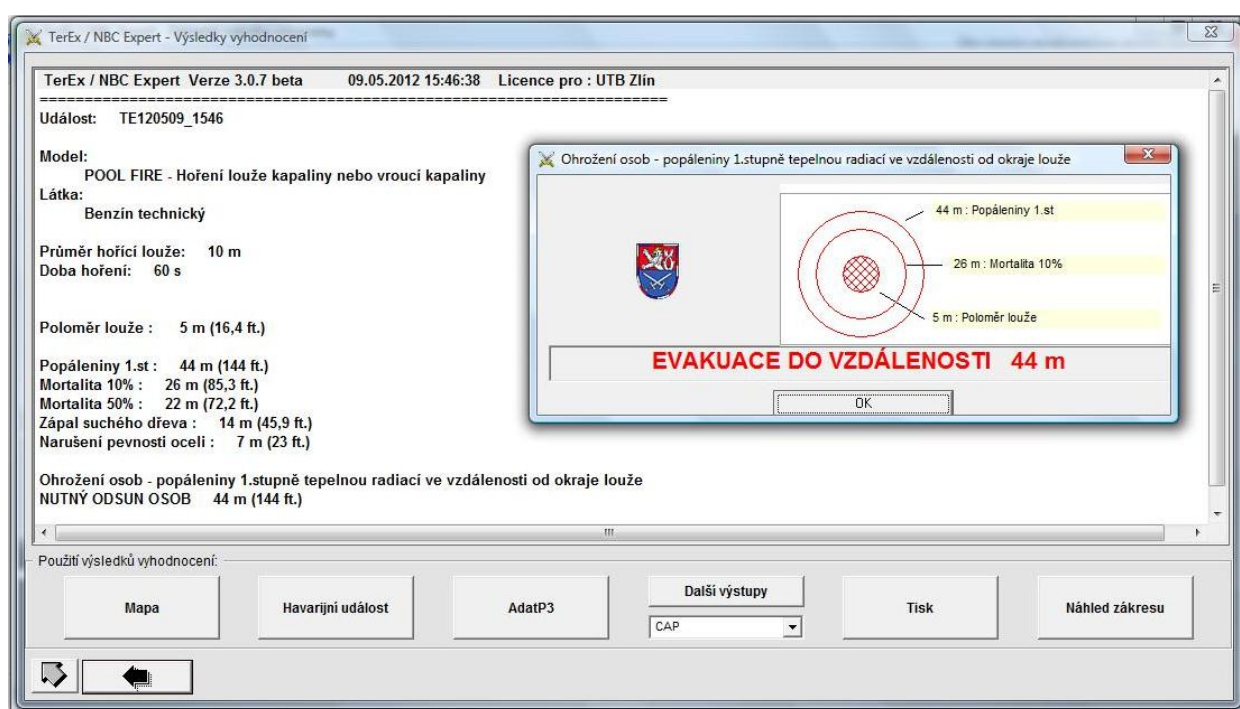 TerEx / NBC Expert - Výsledky vyhodnocení
TerEx / NBC Expert Verze 3.0.7 beta 09.05.2012 15:46:38 Licence pro : UTB Zlín
======================================================================
Událost: TE120509_1546
Model:
POOL FIRE - Hoření louže kapaliny nebo vroucí kapaliny
Látka:
Benzín technický
Průměr hořící louže: 10 m
Doba hoření: 60 s
Poloměr louže : 5 m (16,4 ft.)
Popáleniny 1.st : 44 m (144 ft.)
Mortalita 10% : 26 m (85,3 ft.)
Mortalita 50% : 22 m (72,2 ft.)
Zápal suchého dřeva : 14 m (45,9 ft.)
Narušení pevnosti oceli : 7 m (23 ft.)
Ohrožení osob - popáleniny 1.stupně tepelnou radiací ve vzdálenosti od okraje louže
NUTNÝ ODSUN OSOB 44 m (144 ft.)
Ohrožení osob - popáleniny 1.stupně tepelnou radiací ve vzdálenosti od okraje louže
44 m : Popáleniny 1.st
26 m : Mortalita 10%
5 m : Poloměr louže
EVAKUACE DO VZDÁLENOSTI 44 m
OK
Použití výsledků vyhodnocení:
Mapa
Havarijní událost
AdatP3
Další výstupy
CAP
Tisk
Náhled zákresu